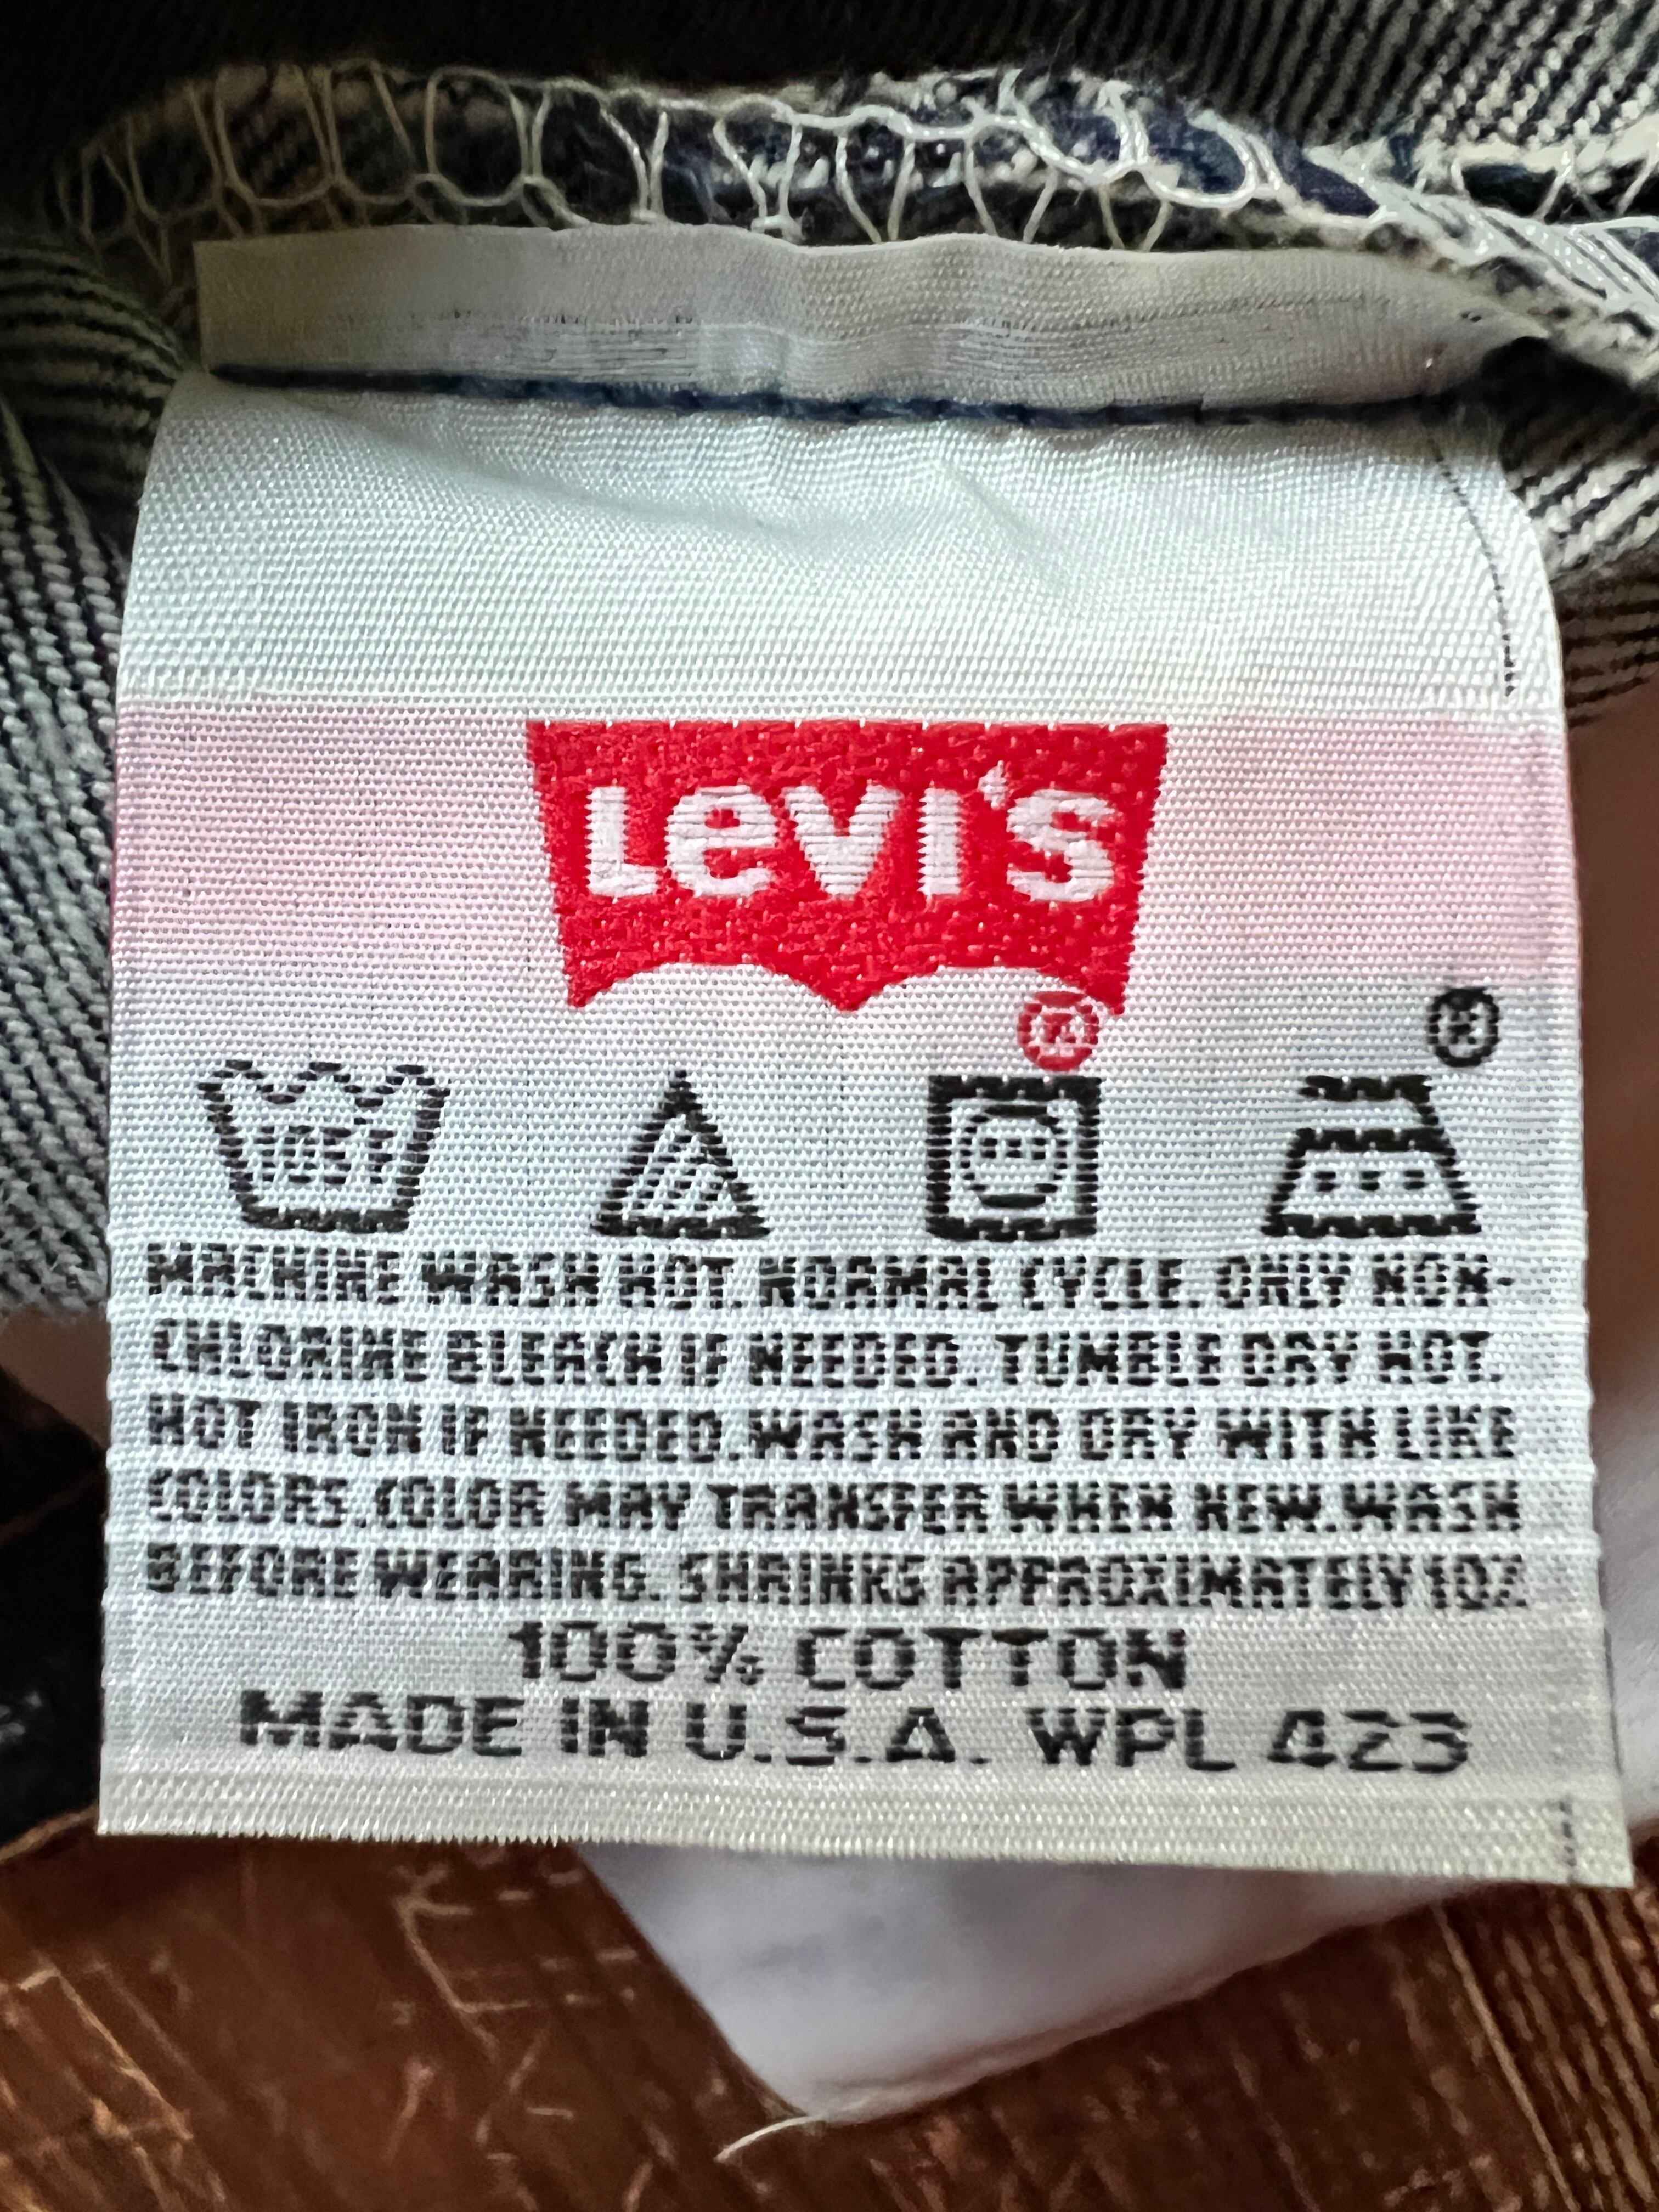 Levi's
®
®
105F
MACHINE WASH HOT. NORMAL CYCLE. ONLY NON-
CHLORINE BLEACH IF NEEDED. TUMBLE DRY HOT.
HOT IRON IF NEEDED. WASH AND DRY WITH LIKE
COLORS. COLOR MAY TRANSFER WHEN NEW. WASH
BEFORE WEARING. SHRINKS APPROXIMATELY 10%
100% COTTON
MADE IN U.S.A. WPL 423